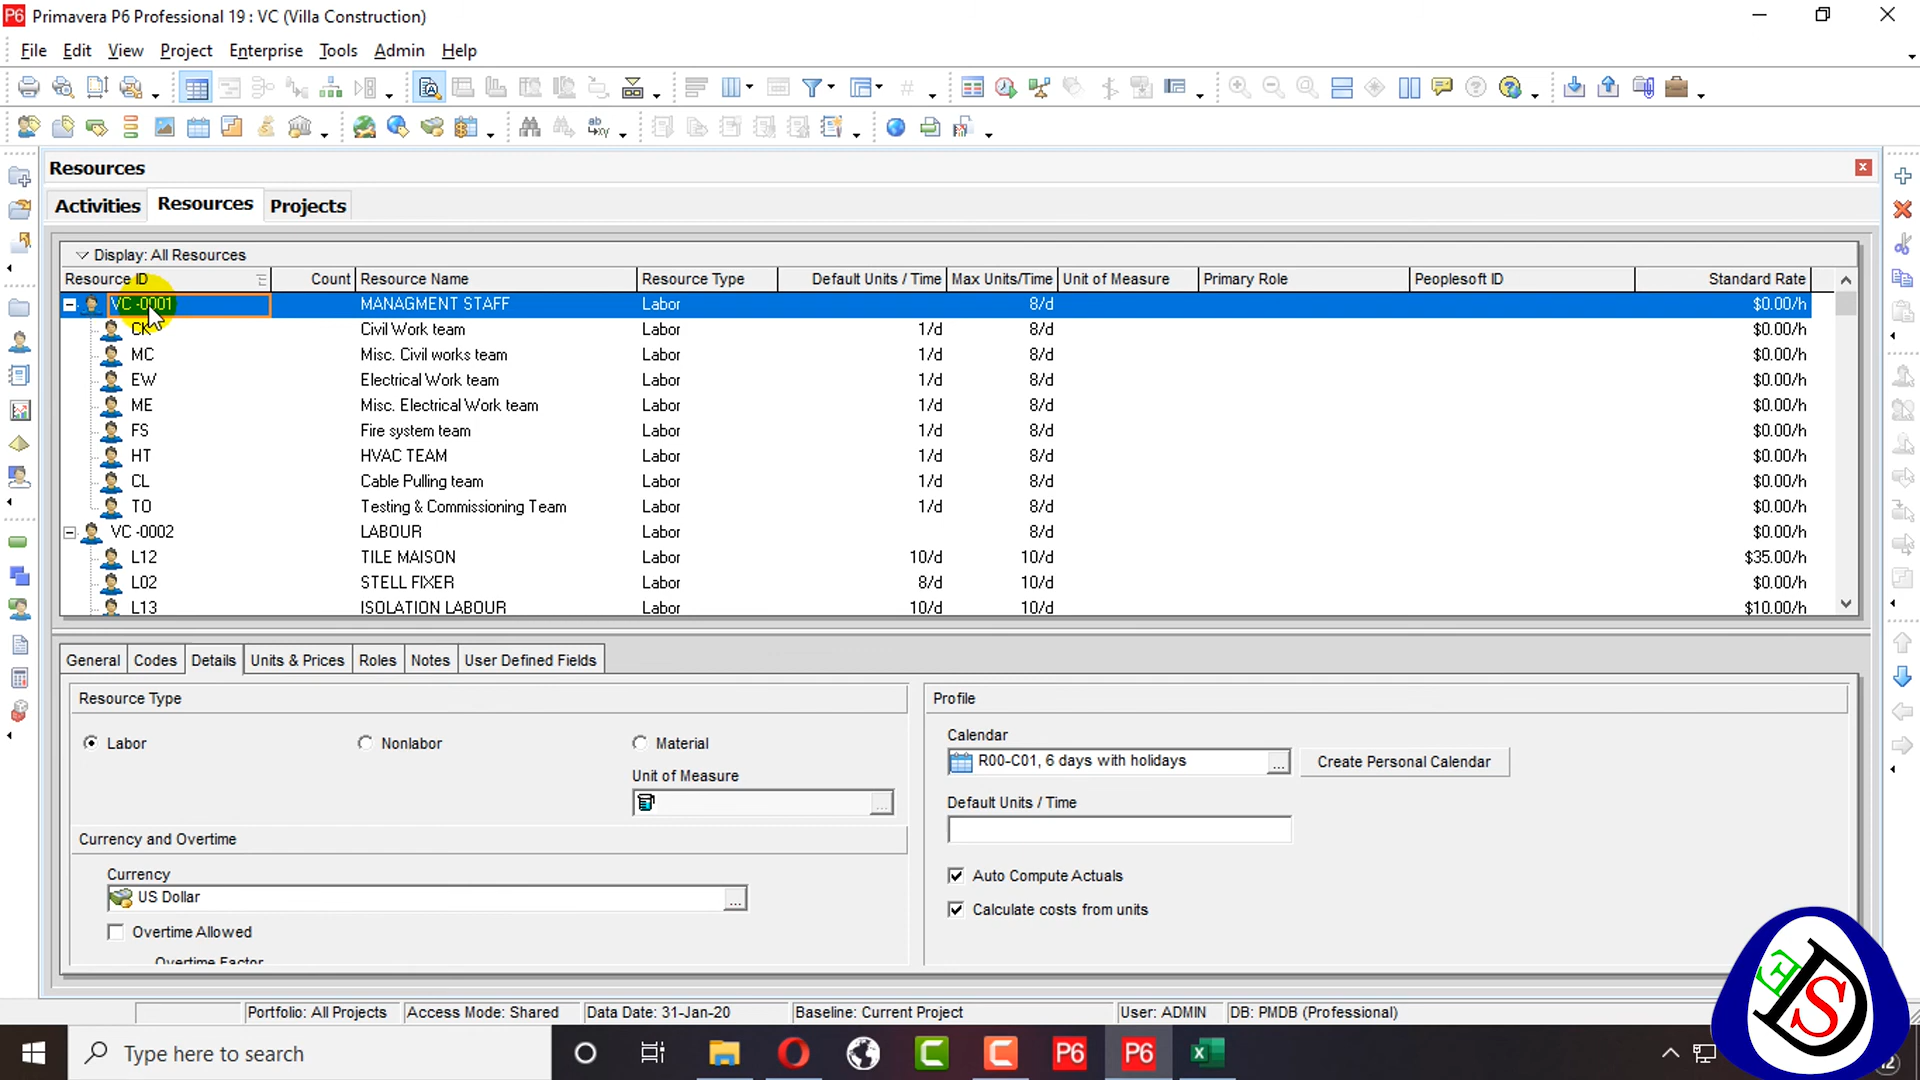 P6 Primavera P6 Professional 19 : VC (Villa Construction)
File Edit View Project Enterprise Tools Admin Help
Resources
Activities Resources Projects
Display: All Resources
Resource ID Count Resource Name Resource Type Default Units / Time Max Units/Time Unit of Measure Primary Role Peoplesoft ID Standard Rate
VC -0001 MANAGMENT STAFF Labor 8/d $0.00/h
CK Civil Work team Labor 1/d 8/d $0.00/h
MC Misc. Civil works team Labor 1/d 8/d $0.00/h
EW Electrical Work team Labor 1/d 8/d $0.00/h
ME Misc. Electrical Work team Labor 1/d 8/d $0.00/h
FS Fire system team Labor 1/d 8/d $0.00/h
HT HVAC TEAM Labor 1/d 8/d $0.00/h
CL Cable Pulling team Labor 1/d 8/d $0.00/h
TO Testing & Commissioning Team Labor 1/d 8/d $0.00/h
VC -0002 LABOUR Labor 8/d $0.00/h
L12 TILE MAISON Labor 10/d 10/d $35.00/h
L02 STELL FIXER Labor 8/d 10/d $0.00/h
L13 ISOLATION LABOUR Labor 10/d 10/d $10.00/h
General Codes Details Units & Prices Roles Notes User Defined Fields
Resource Type
Labor Nonlabor Material
Unit of Measure
...
Currency and Overtime
Currency
US Dollar ...
Overtime Allowed
Overtime Factor
Profile
Calendar
R00-C01, 6 days with holidays ... Create Personal Calendar
Default Units / Time
Auto Compute Actuals
Calculate costs from units
Portfolio: All Projects Access Mode: Shared Data Date: 31-Jan-20 Baseline: Current Project User: ADMIN DB: PMDB (Professional)
Type here to search
P6 P6
E D S